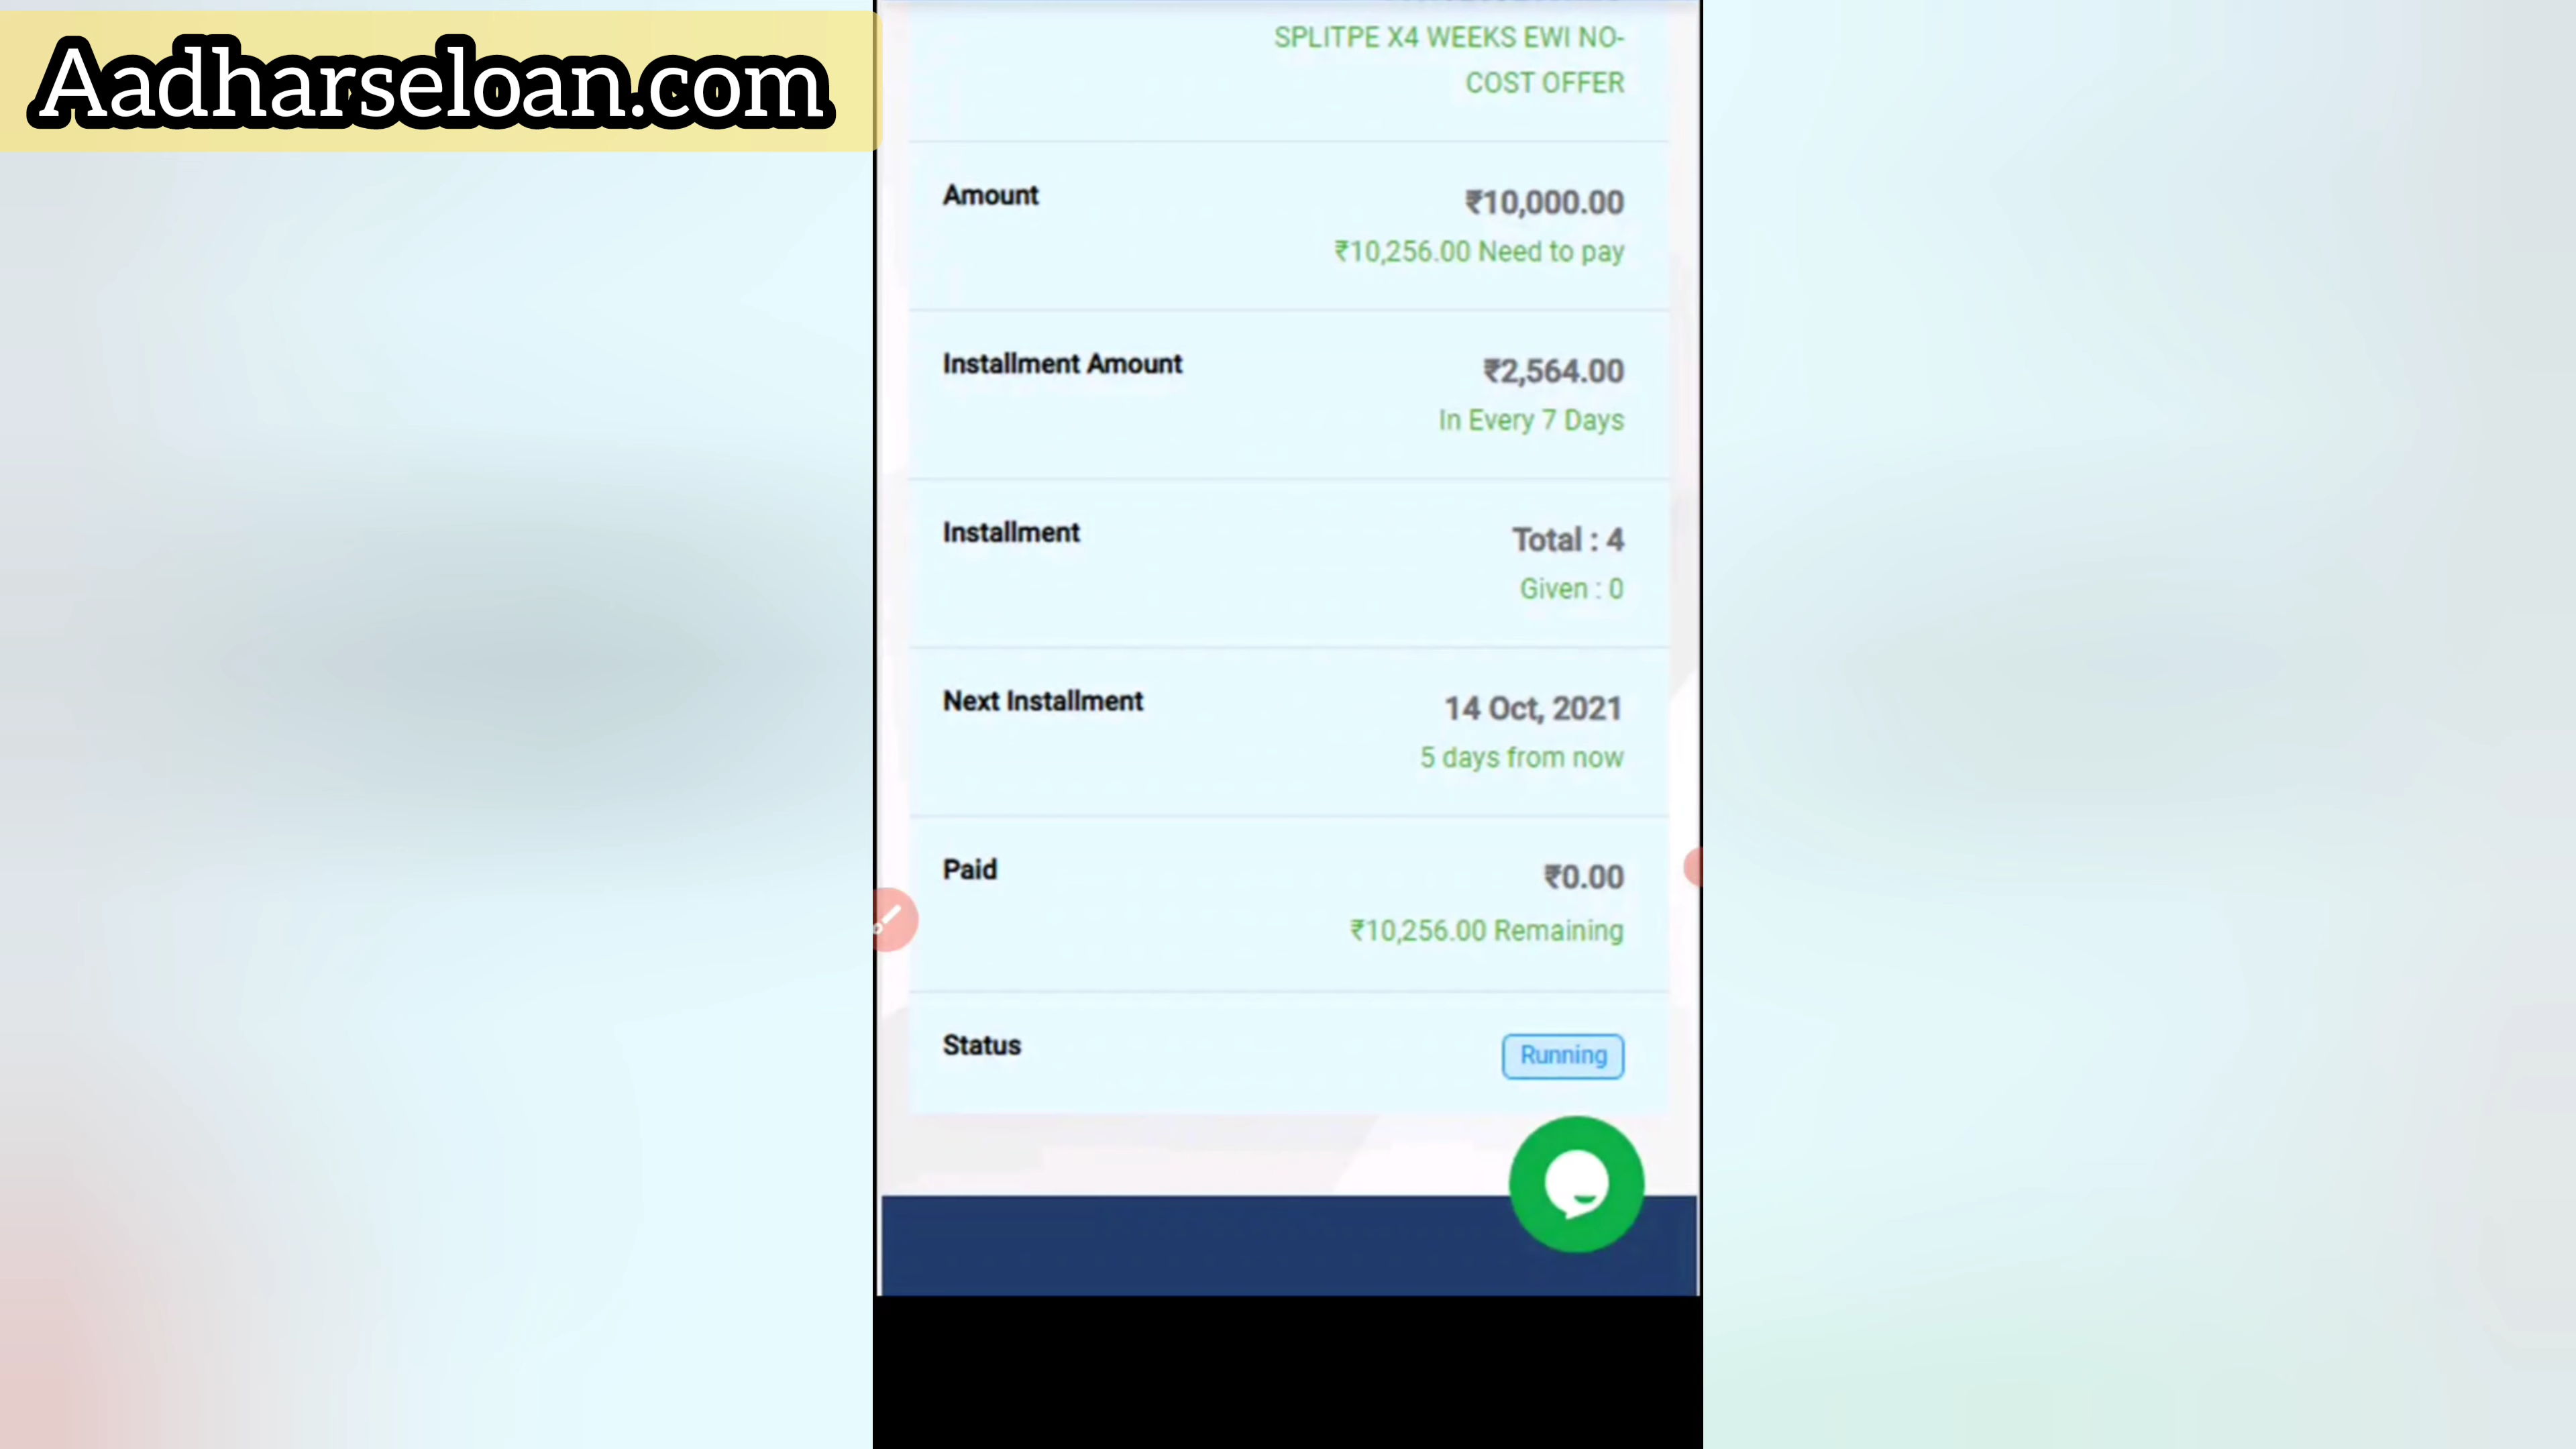 Aadharseloan.com
SPLITPE X4 WEEKS EWI NO-
COST OFFER
Amount
₹10,000.00
₹10,256.00 Need to pay
Installment Amount
₹2,564.00
In Every 7 Days
Installment
Total : 4
Given : 0
Next Installment
14 Oct, 2021
5 days from now
Paid
₹0.00
₹10,256.00 Remaining
Status
Running